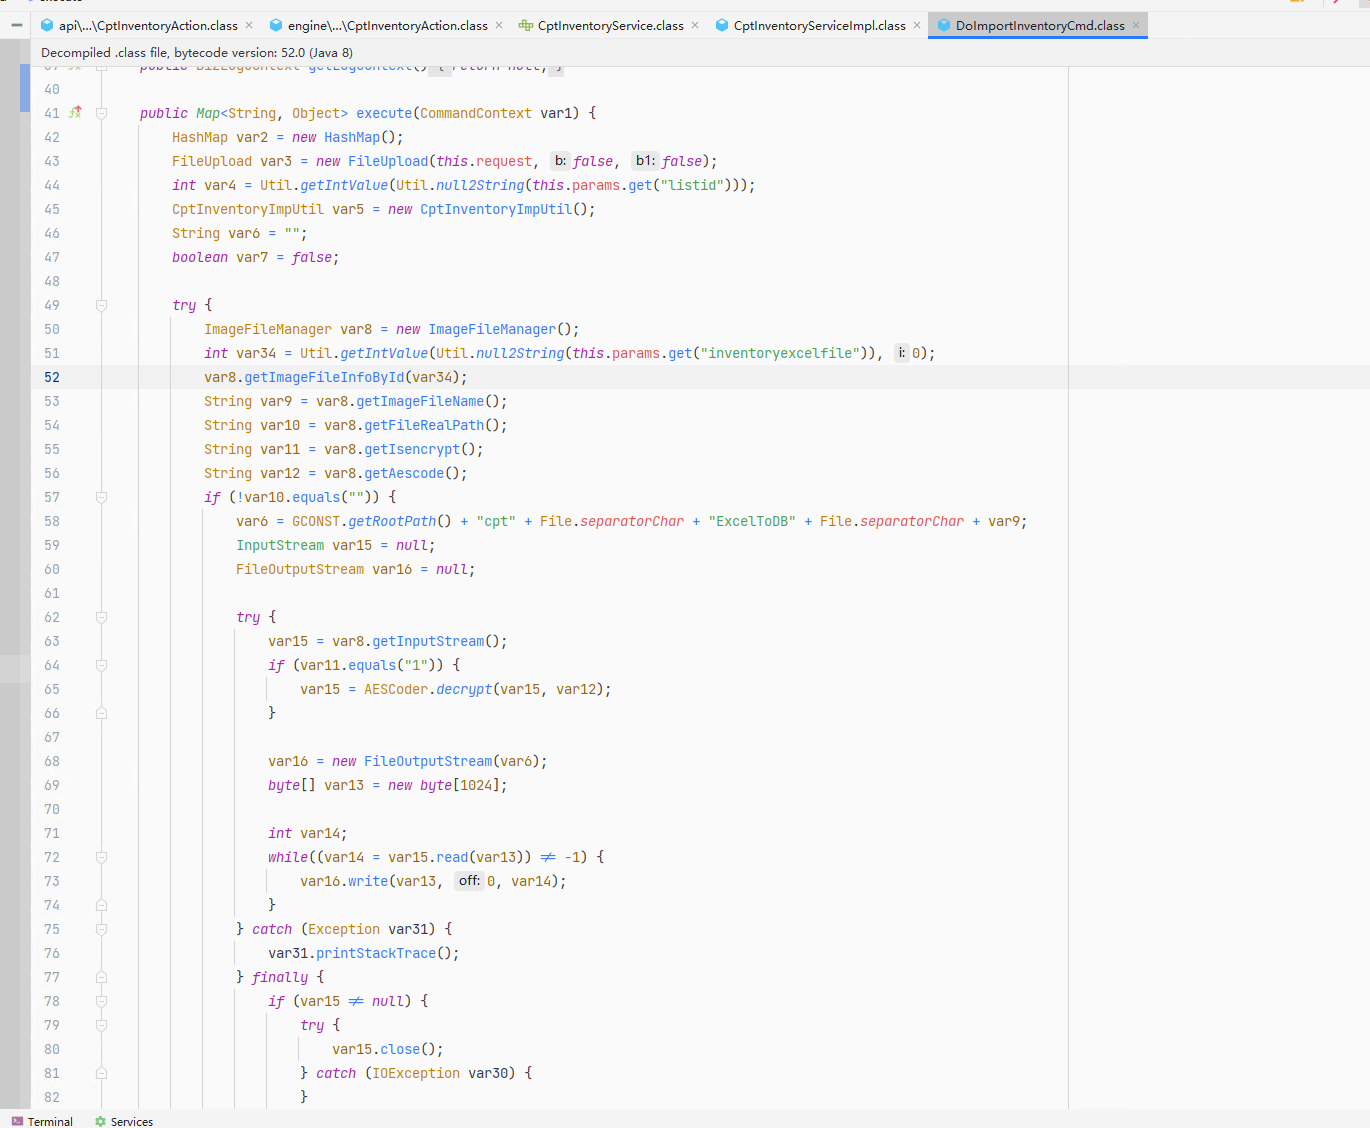 api\...\CptInventoryAction.class × engine\...\CptInventoryAction.class × CptInventoryService.class × CptInventoryServiceImpl.class × DoImportInventoryCmd.class ×
Decompiled .class file, bytecode version: 52.0 (Java 8)
40
41 public Map<String, Object> execute(CommandContext var1) {
42 HashMap var2 = new HashMap();
43 FileUpload var3 = new FileUpload(this.request, b: false, b1: false);
44 int var4 = Util.getIntValue(Util.null2String(this.params.get("listid")));
45 CptInventoryImpUtil var5 = new CptInventoryImpUtil();
46 String var6 = "";
47 boolean var7 = false;
48
49 try {
50 ImageFileManager var8 = new ImageFileManager();
51 int var34 = Util.getIntValue(Util.null2String(this.params.get("inventoryexcelfile")), i: 0);
52 var8.getImageFileInfoById(var34);
53 String var9 = var8.getImageFileName();
54 String var10 = var8.getFileRealPath();
55 String var11 = var8.getIsencrypt();
56 String var12 = var8.getAescode();
57 if (!var10.equals("")) {
58 var6 = GCONST.getRootPath() + "cpt" + File.separatorChar + "ExcelToDB" + File.separatorChar + var9;
59 InputStream var15 = null;
60 FileOutputStream var16 = null;
61
62 try {
63 var15 = var8.getInputStream();
64 if (var11.equals("1")) {
65 var15 = AESCoder.decrypt(var15, var12);
66 }
67
68 var16 = new FileOutputStream(var6);
69 byte[] var13 = new byte[1024];
70
71 int var14;
72 while((var14 = var15.read(var13)) ≠ -1) {
73 var16.write(var13, off: 0, var14);
74 }
75 } catch (Exception var31) {
76 var31.printStackTrace();
77 } finally {
78 if (var15 ≠ null) {
79 try {
80 var15.close();
81 } catch (IOException var30) {
82 }
Terminal Services